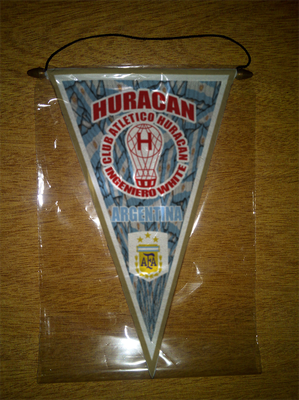 HURACAN
CLUB ATLETICO HURACAN
H
INGENIERO WHITE
ARGENTINA
AFA